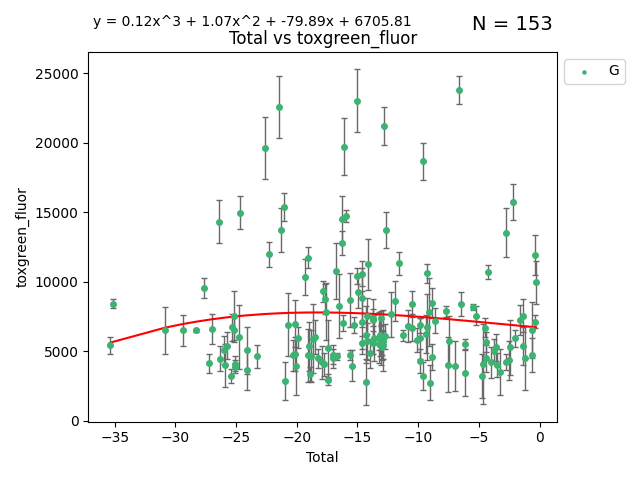 y = 0.12x^3 + 1.07x^2 + -79.89x + 6705.81
N = 153
Total vs toxgreen_fluor
G
toxgreen_fluor
25000
20000
15000
10000
5000
0
−35
−30
−25
−20
−15
−10
−5
0
Total